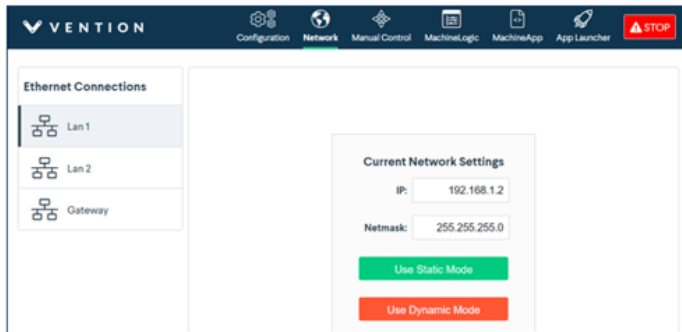 VENTION
Configuration
Network
Manual Control
MachineLogic
MachineApp
App Launcher
STOP
Ethernet Connections
Lan 1
Lan 2
Gateway
Current Network Settings
IP: 192.168.1.2
Netmask: 255.255.255.0
Use Static Mode
Use Dynamic Mode